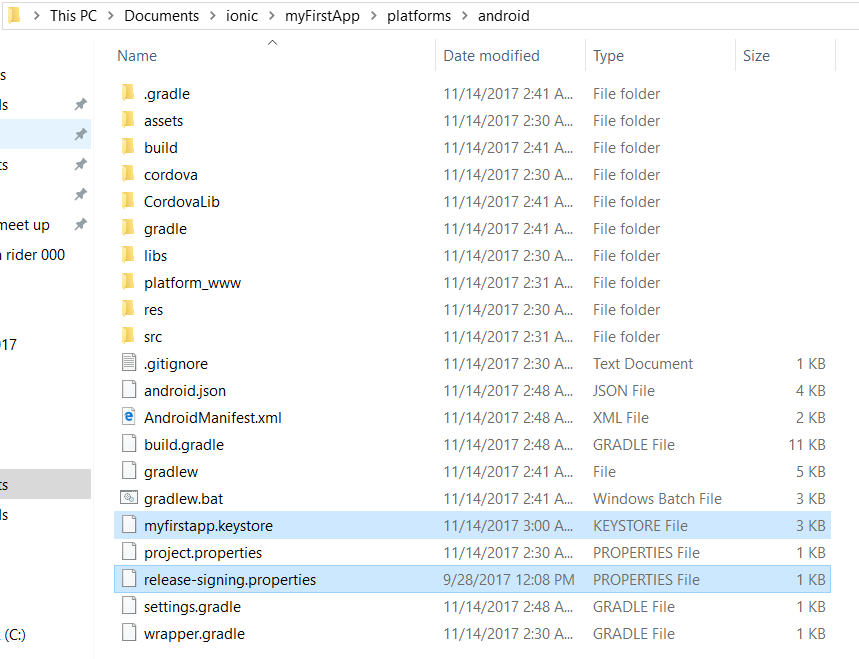 This PC > Documents > ionic > myFirstApp > platforms > android
Name Date modified Type Size
s
ls
ts
meet up
rider 000
017
ts
ls
(C:)
.gradle 11/14/2017 2:41 A... File folder
assets 11/14/2017 2:30 A... File folder
build 11/14/2017 2:41 A... File folder
cordova 11/14/2017 2:30 A... File folder
CordovaLib 11/14/2017 2:41 A... File folder
gradle 11/14/2017 2:41 A... File folder
libs 11/14/2017 2:30 A... File folder
platform_www 11/14/2017 2:31 A... File folder
res 11/14/2017 2:30 A... File folder
src 11/14/2017 2:31 A... File folder
.gitignore 11/14/2017 2:30 A... Text Document 1 KB
android.json 11/14/2017 2:48 A... JSON File 4 KB
AndroidManifest.xml 11/14/2017 2:48 A... XML File 2 KB
build.gradle 11/14/2017 2:48 A... GRADLE File 11 KB
gradlew 11/14/2017 2:41 A... File 5 KB
gradlew.bat 11/14/2017 2:41 A... Windows Batch File 3 KB
myfirstapp.keystore 11/14/2017 3:00 A... KEYSTORE File 3 KB
project.properties 11/14/2017 2:30 A... PROPERTIES File 1 KB
release-signing.properties 9/28/2017 12:08 PM PROPERTIES File 1 KB
settings.gradle 11/14/2017 2:48 A... GRADLE File 1 KB
wrapper.gradle 11/14/2017 2:30 A... GRADLE File 1 KB